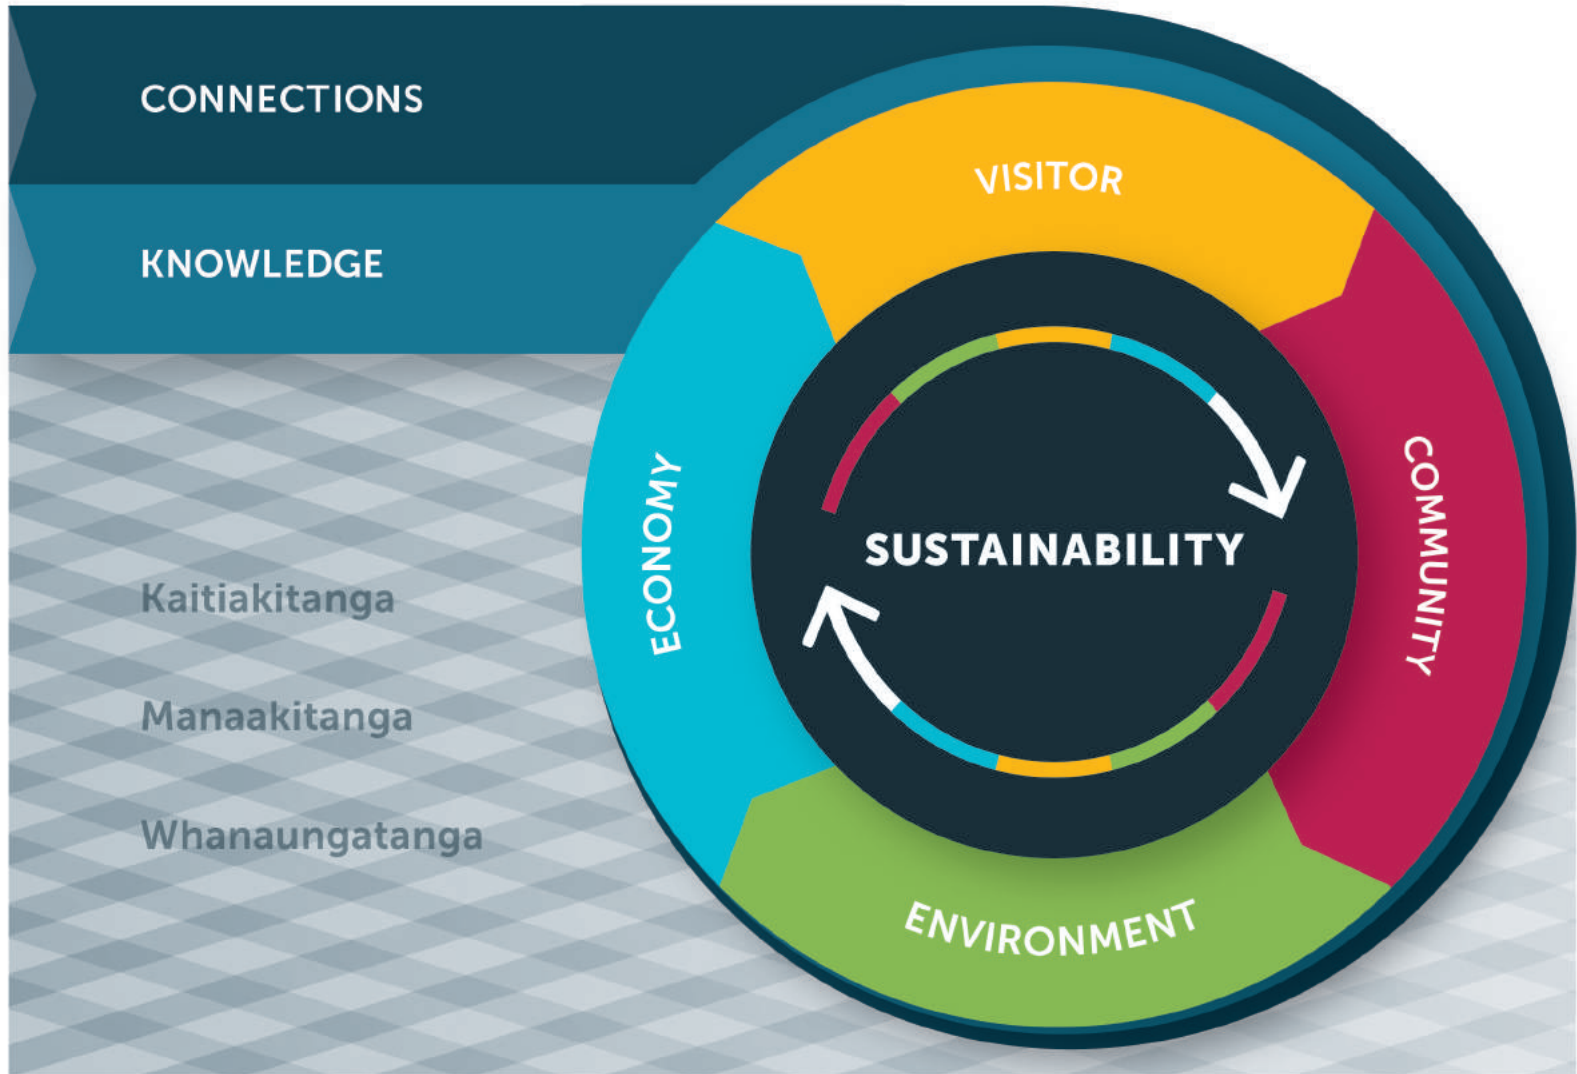 CONNECTIONS
KNOWLEDGE
Kaitiakitanga
Manaakitanga
Whanaungatanga
VISITOR
COMMUNITY
ENVIRONMENT
ECONOMY
SUSTAINABILITY